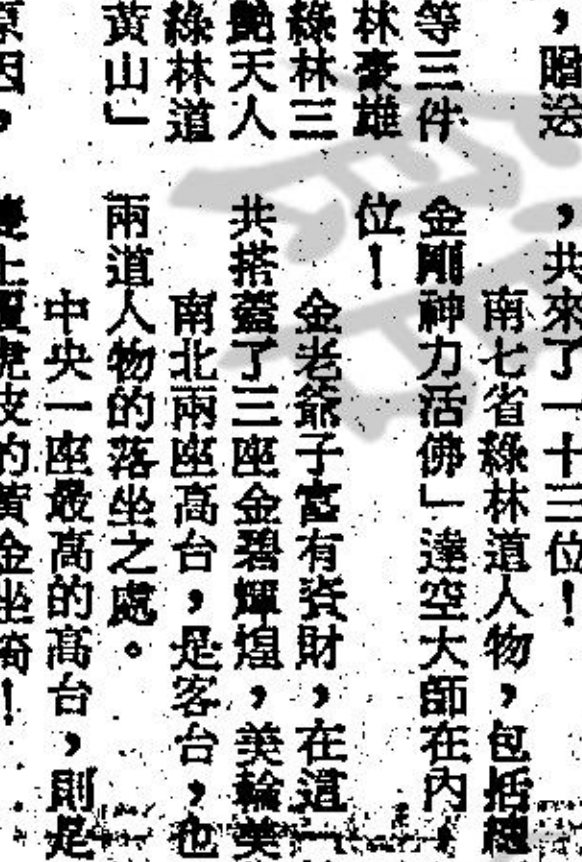 ，贈送
等三件
林豪雄
綠林三
艷天人
綠林道
黃山」
原因，
，共來了一十三位！
南七省綠林道人物，包括總
金剛神力活佛」達空大師在內，
位！
金老爺子富有資財，在這
共搭蓋了三座金碧輝煌，美輪美
南北兩座高台，是客台，也
兩道人物的落坐之處。
中央一座最高的高台，則是
上覆虎皮的黃金坐椅！